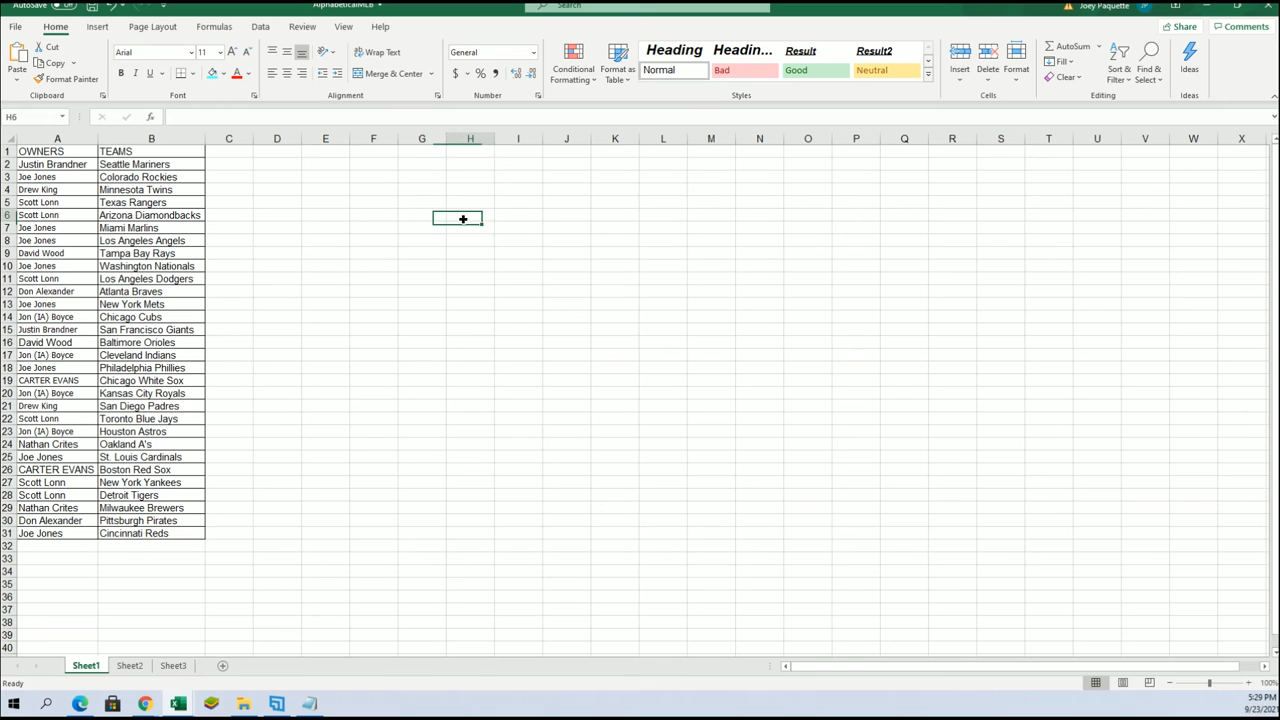 AutoSave Off AlphabeticalMLB Search Joey Paquette
File Home Insert Page Layout Formulas Data Review View Help Share Comments
Paste Cut Copy Format Painter Clipboard
Arial 11 A A B I U A Font
Wrap Text Merge & Center Alignment
General $ % Number
Conditional Formatting Format as Table
Heading Headin... Result Result2
Normal Bad Good Neutral
Styles
Insert Delete Format Cells
AutoSum Fill Clear Sort & Filter Find & Select Editing
Ideas Ideas
H6 fx
A B C D E F G H I J K L M N O P Q R S T U V W X
1 OWNERS TEAMS
2 Justin Brandner Seattle Mariners
3 Joe Jones Colorado Rockies
4 Drew King Minnesota Twins
5 Scott Lonn Texas Rangers
6 Scott Lonn Arizona Diamondbacks
7 Joe Jones Miami Marlins
8 Joe Jones Los Angeles Angels
9 David Wood Tampa Bay Rays
10 Joe Jones Washington Nationals
11 Scott Lonn Los Angeles Dodgers
12 Don Alexander Atlanta Braves
13 Joe Jones New York Mets
14 Jon (IA) Boyce Chicago Cubs
15 Justin Brandner San Francisco Giants
16 David Wood Baltimore Orioles
17 Jon (IA) Boyce Cleveland Indians
18 Joe Jones Philadelphia Phillies
19 CARTER EVANS Chicago White Sox
20 Jon (IA) Boyce Kansas City Royals
21 Drew King San Diego Padres
22 Scott Lonn Toronto Blue Jays
23 Jon (IA) Boyce Houston Astros
24 Nathan Crites Oakland A's
25 Joe Jones St. Louis Cardinals
26 CARTER EVANS Boston Red Sox
27 Scott Lonn New York Yankees
28 Scott Lonn Detroit Tigers
29 Nathan Crites Milwaukee Brewers
30 Don Alexander Pittsburgh Pirates
31 Joe Jones Cincinnati Reds
32
33
34
35
36
37
38
39
40
Sheet1 Sheet2 Sheet3
Ready 100%
5:29 PM